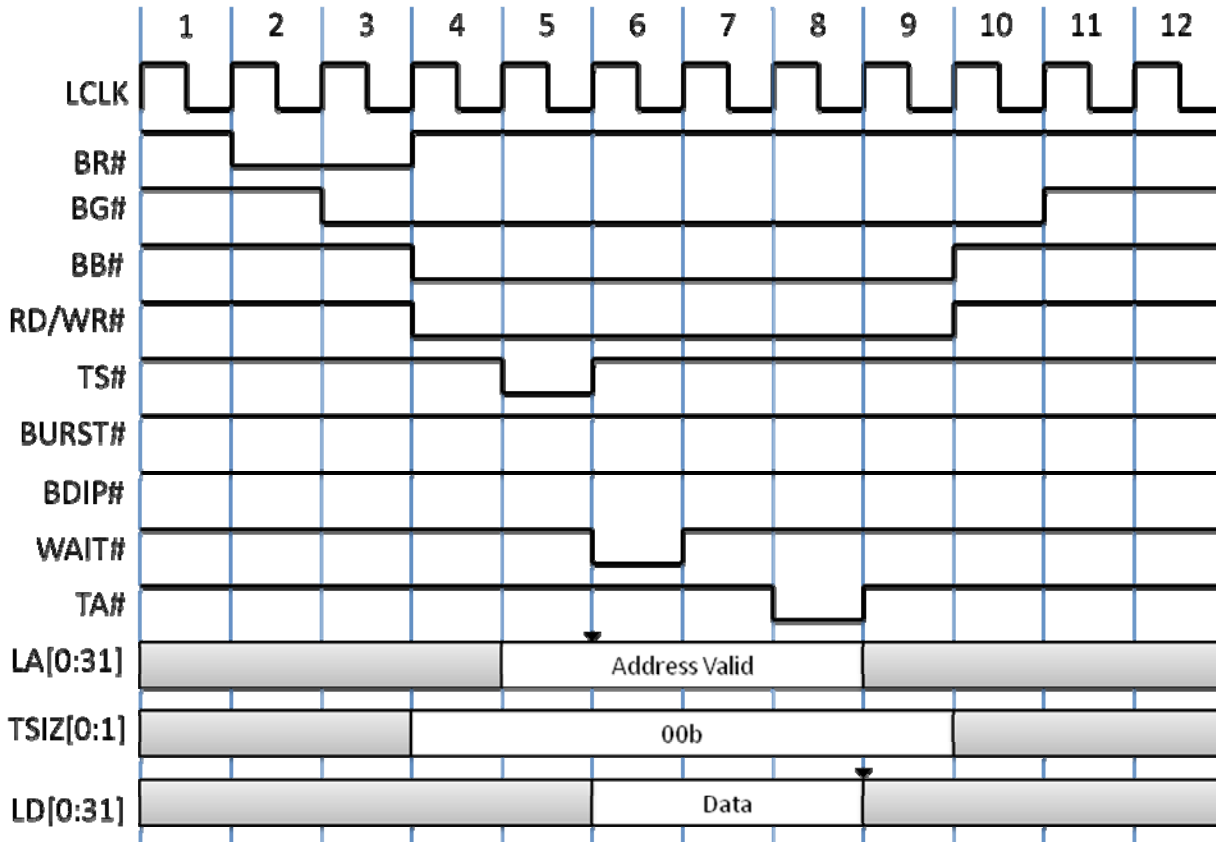 1 2 3 4 5 6 7 8 9 10 11 12
LCLK
BR#
BG#
BB#
RD/WR#
TS#
BURST#
BDIP#
WAIT#
TA#
LA[0:31] Address Valid
TSIZ[0:1] 00b
LD[0:31] Data